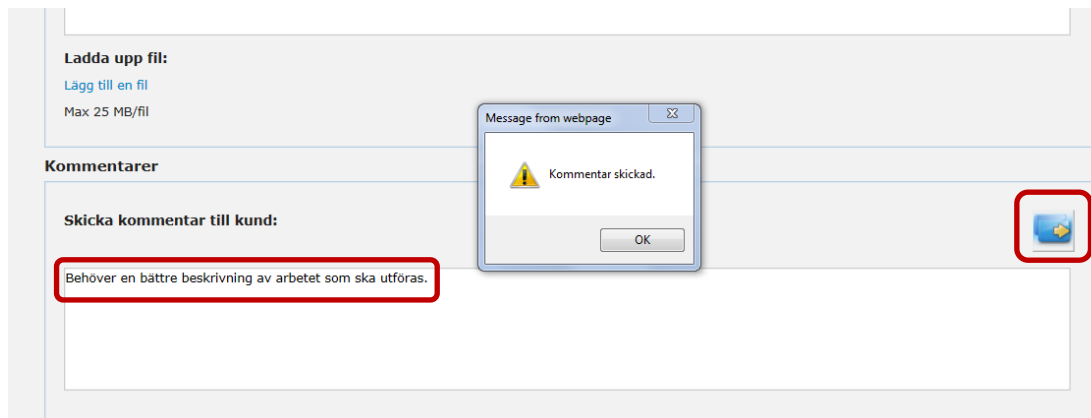 Ladda upp fil:
Lägg till en fil
Max 25 MB/fil
Message from webpage
Kommentar skickad.
OK
Kommentarer
Skicka kommentar till kund:
Behöver en bättre beskrivning av arbetet som ska utföras.